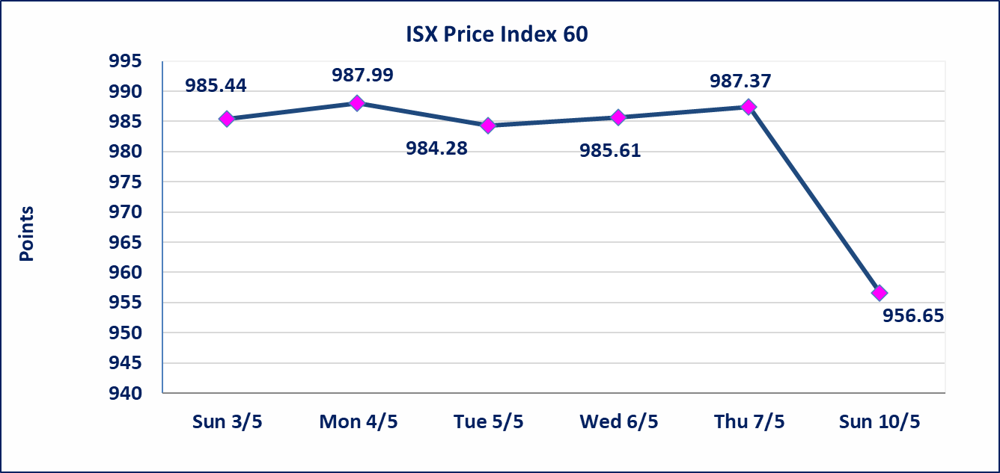 ISX Price Index 60
Points
995
990
985
980
975
970
965
960
955
950
945
940
985.44
987.99
984.28
985.61
987.37
956.65
Sun 3/5
Mon 4/5
Tue 5/5
Wed 6/5
Thu 7/5
Sun 10/5